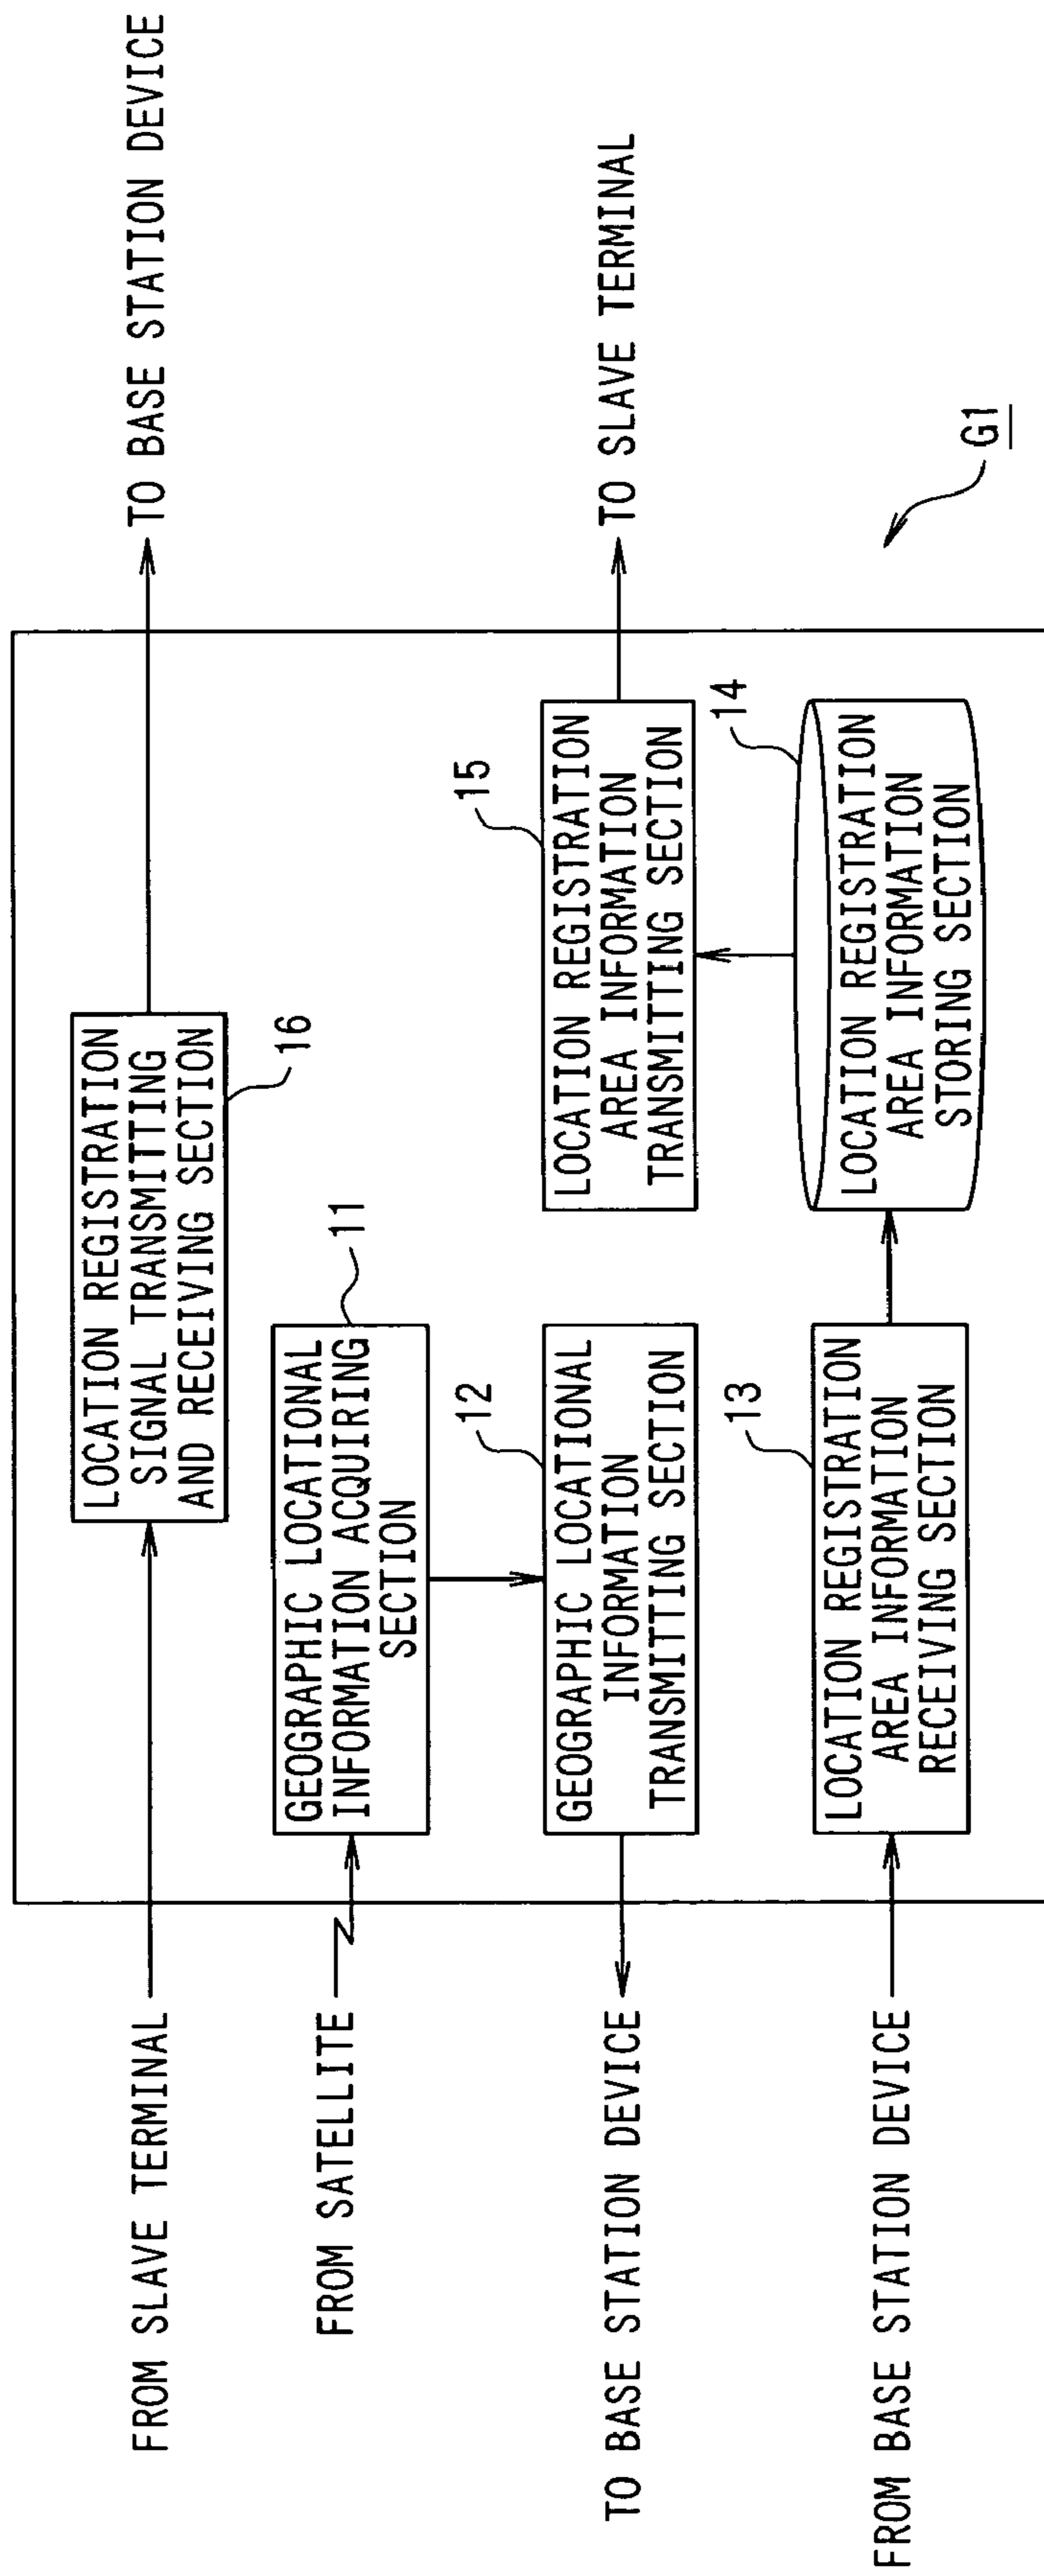 FROM SLAVE TERMINAL
LOCATION REGISTRATION
SIGNAL TRANSMITTING
AND RECEIVING SECTION
16
TO BASE STATION DEVICE
FROM SATELLITE
GEOGRAPHIC LOCATIONAL
INFORMATION ACQUIRING
SECTION
11
TO BASE STATION DEVICE
GEOGRAPHIC LOCATIONAL
INFORMATION
TRANSMITTING SECTION
12
LOCATION REGISTRATION
AREA INFORMATION
TRANSMITTING SECTION
15
TO SLAVE TERMINAL
FROM BASE STATION DEVICE
LOCATION REGISTRATION
AREA INFORMATION
RECEIVING SECTION
13
LOCATION REGISTRATION
AREA INFORMATION
STORING SECTION
14
G1